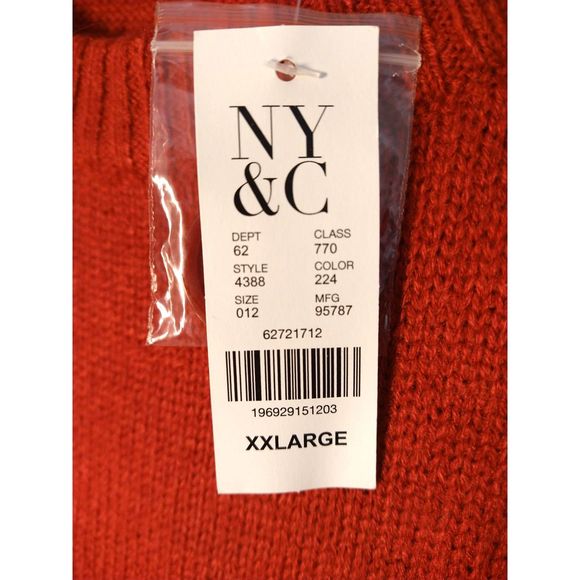 NY
&C
DEPT CLASS
62 770
STYLE COLOR
4388 224
SIZE MFG
012 95787
62721712
196929151203
XXLARGE